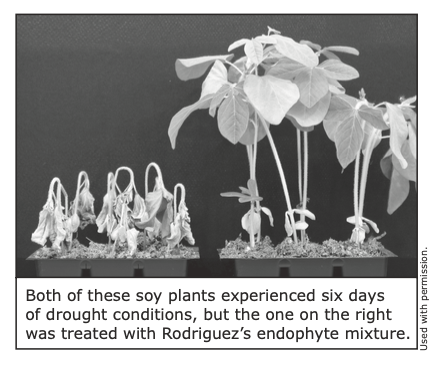 Both of these soy plants experienced six days
of drought conditions, but the one on the right
was treated with Rodriguez’s endophyte mixture.
Used with permission.